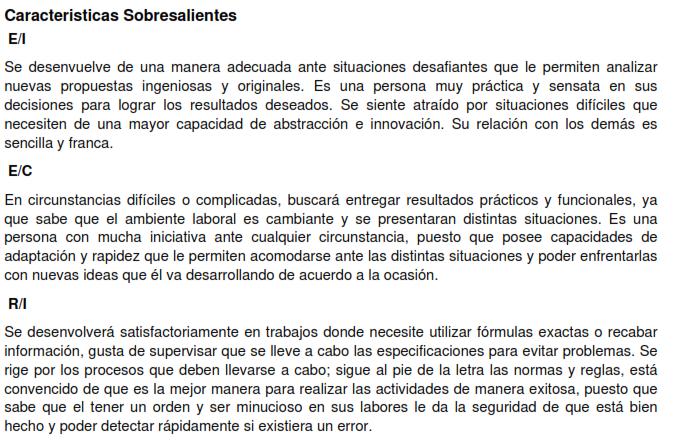 Caracteristicas Sobresalientes
E/I
Se desenvuelve de una manera adecuada ante situaciones desafiantes que le permiten analizar
nuevas propuestas ingeniosas y originales. Es una persona muy práctica y sensata en sus
decisiones para lograr los resultados deseados. Se siente atraído por situaciones difíciles que
necesiten de una mayor capacidad de abstracción e innovación. Su relación con los demás es
sencilla y franca.
E/C
En circunstancias difíciles o complicadas, buscará entregar resultados prácticos y funcionales, ya
que sabe que el ambiente laboral es cambiante y se presentaran distintas situaciones. Es una
persona con mucha iniciativa ante cualquier circunstancia, puesto que posee capacidades de
adaptación y rapidez que le permiten acomodarse ante las distintas situaciones y poder enfrentarlas
con nuevas ideas que él va desarrollando de acuerdo a la ocasión.
R/I
Se desenvolverá satisfactoriamente en trabajos donde necesite utilizar fórmulas exactas o recabar
información, gusta de supervisar que se lleve a cabo las especificaciones para evitar problemas. Se
rige por los procesos que deben llevarse a cabo; sigue al pie de la letra las normas y reglas, está
convencido de que es la mejor manera para realizar las actividades de manera exitosa, puesto que
sabe que el tener un orden y ser minucioso en sus labores le da la seguridad de que está bien
hecho y poder detectar rápidamente si existiera un error.